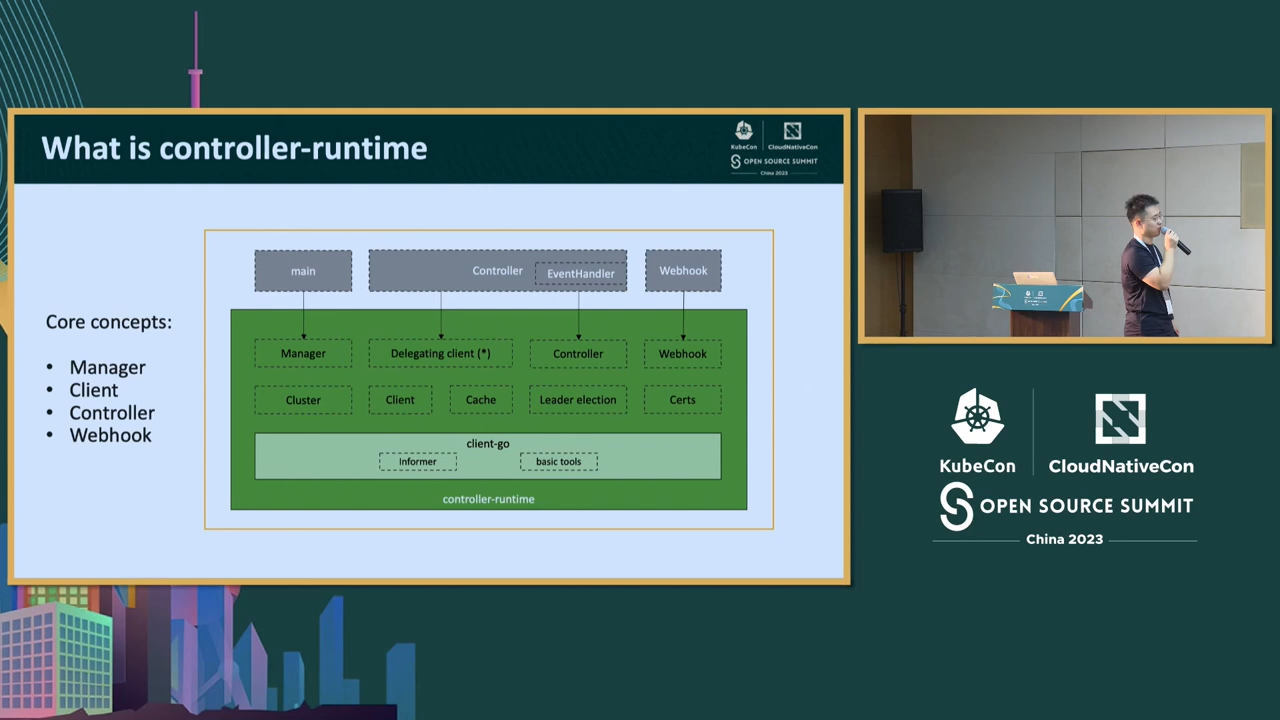 What is controller-runtime
KubeCon
CloudNativeCon
OPEN SOURCE SUMMIT
China 2023
Core concepts:
• Manager
• Client
• Controller
• Webhook
main
Controller
EventHandler
Webhook
Manager
Delegating client (*)
Controller
Webhook
Cluster
Client
Cache
Leader election
Certs
client-go
Informer
basic tools
controller-runtime
KubeCon
CloudNativeCon
OPEN SOURCE SUMMIT
China 2023